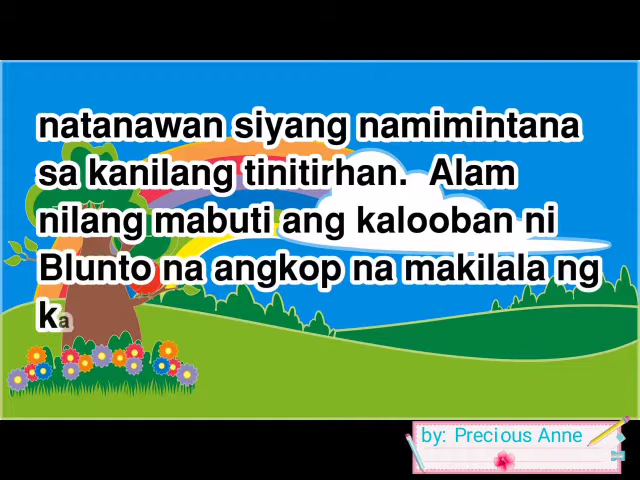 natanawan siyang namimintana
sa kanilang tinitirhan. Alam
nilang mabuti ang kalooban ni
Blunto na angkop na makilala ng
ka
by: Precious Anne